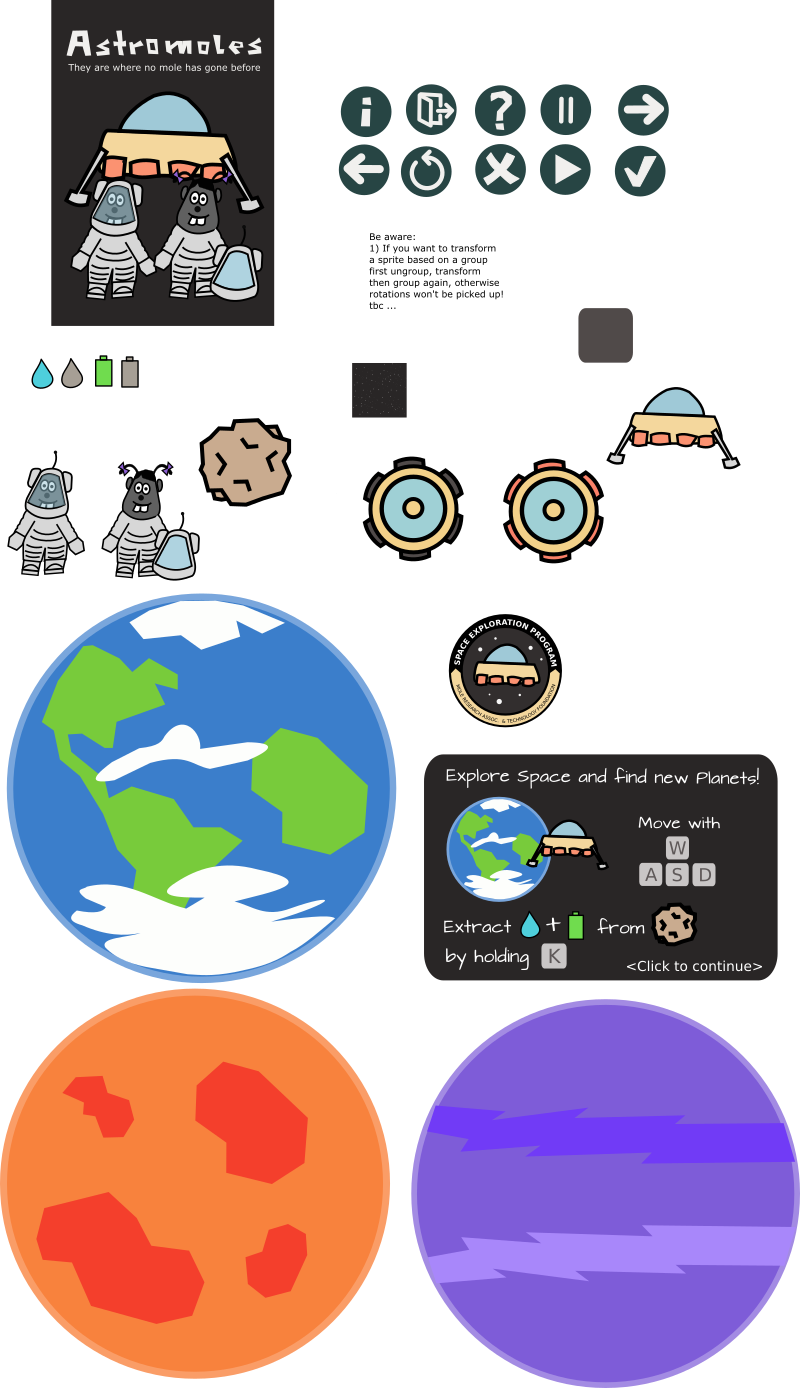 Astromoles
They are where no mole has gone before
i
?
Be aware:
1) If you want to transform
a sprite based on a group
first ungroup, transform
then group again, otherwise
rotations won't be picked up!
tbc ...
SPACE EXPLORATION PROGRAM
MOLE RESEARCH ASSOC. & TECHNOLOGY FOUNDATION
Explore Space and find new Planets!
Move with
W
A S D
Extract + from
by holding K
<Click to continue>